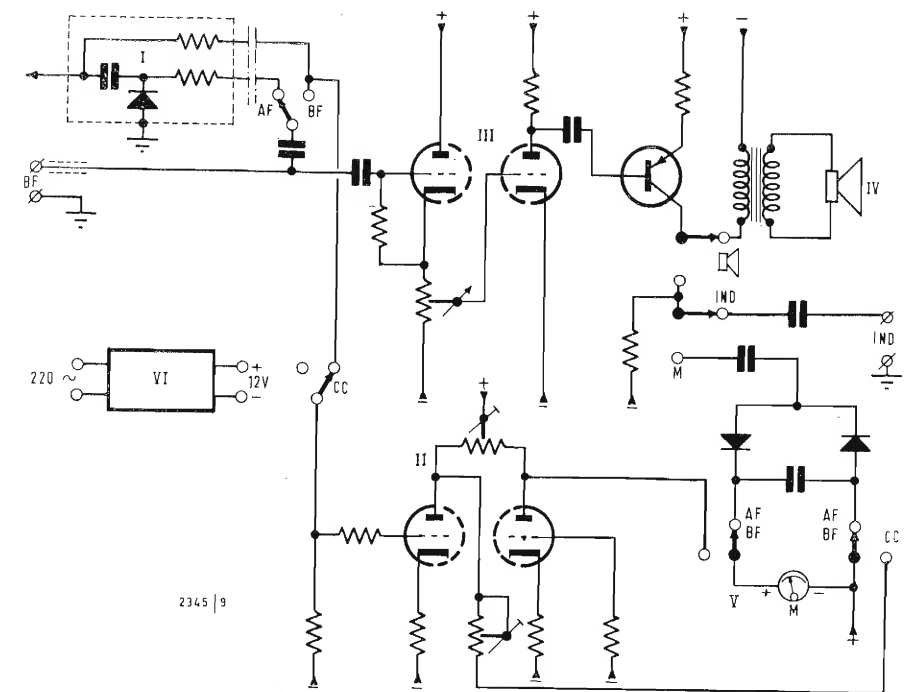 I
AF
BF
BF
III
+
+
+
−
IV
IND
IND
M
220 ~
VI
+
12V
−
CC
+
II
AF
BF
AF
BF
CC
V
+
M
−
+
2345/9